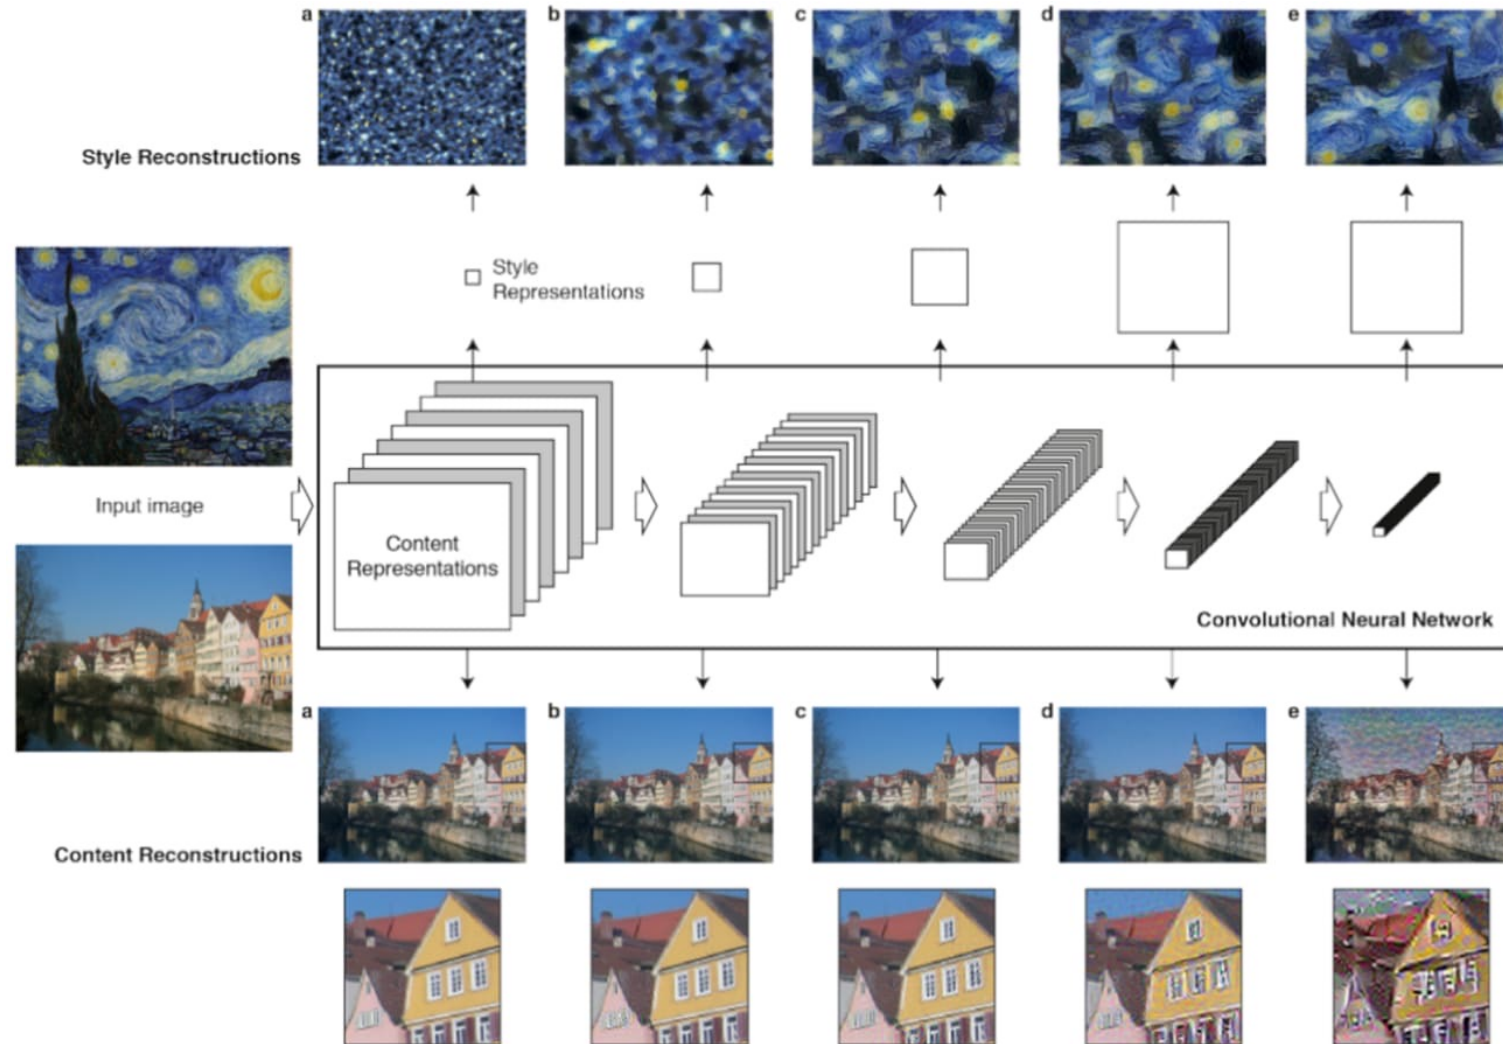 a
b
c
d
e
Style Reconstructions
Style
Representations
Input image
Content
Representations
Convolutional Neural Network
a
b
c
d
e
Content Reconstructions